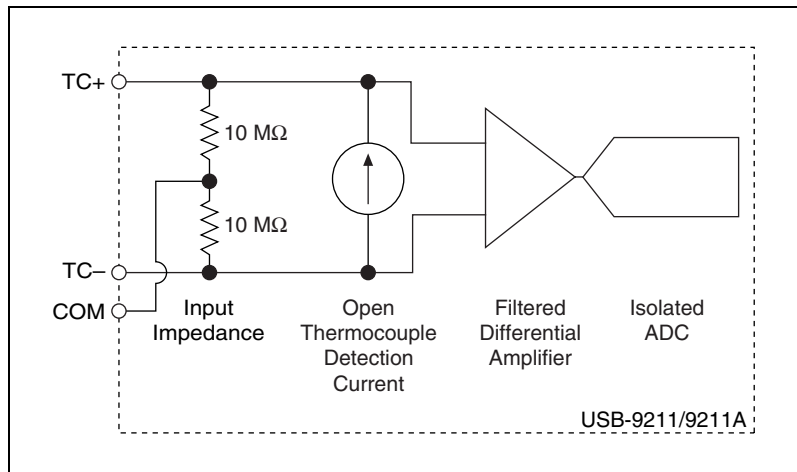 TC+
10 MΩ
10 MΩ
TC–
COM
Input
Impedance
Open
Thermocouple
Detection
Current
Filtered
Differential
Amplifier
Isolated
ADC
USB-9211/9211A